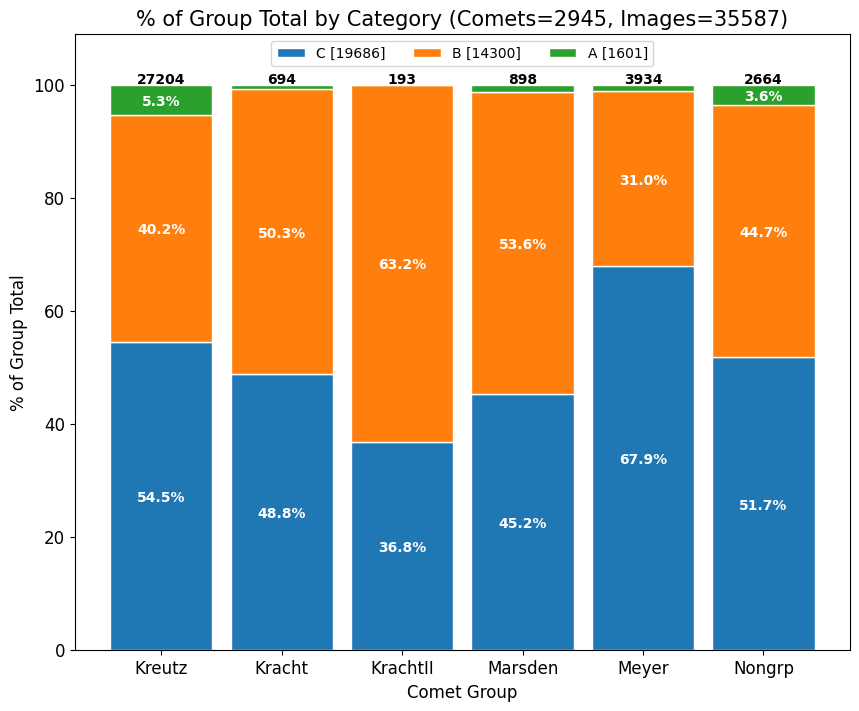 % of Group Total by Category (Comets=2945, Images=35587)
C [19686] B [14300] A [1601]
27204 694 193 898 3934 2664
100
5.3% 3.6%
80
31.0%
40.2% 50.3% 53.6% 44.7%
63.2%
60
% of Group Total
40
67.9%
54.5% 48.8% 45.2% 51.7%
36.8%
20
0
Kreutz Kracht KrachtII Marsden Meyer Nongrp
Comet Group